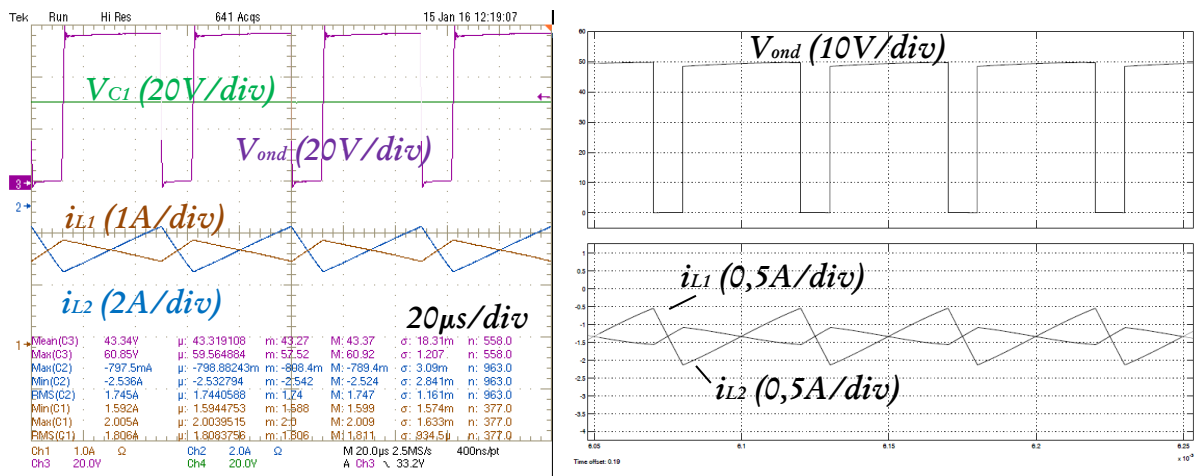 Tek Run Hi Res 641 Acqs 15 Jan 16 12:19:07
VC1 (20V/div)
Vond (20V/div)
3
2
iL1 (1A/div)
iL2 (2A/div)
20µs/div
1
Mean(C3) 43.34V µ: 43.319108 m: 43.27 M: 43.37 σ: 18.31m n: 558.0
Max(C3) 60.85V µ: 59.564884 m: 57.52 M: 60.92 σ: 1.207 n: 558.0
Max(C2) -797.5mA µ: -798.88243m m: -808.4m M: -789.4m σ: 3.09m n: 963.0
Min(C2) -2.536A µ: -2.532794 m: -2.542 M: -2.524 σ: 2.841m n: 963.0
RMS(C2) 1.745A µ: 1.7440588 m: 1.74 M: 1.747 σ: 1.161m n: 963.0
Min(C1) 1.592A µ: 1.5944753 m: 1.588 M: 1.599 σ: 1.574m n: 377.0
Max(C1) 2.005A µ: 2.0039515 m: 2.0 M: 2.009 σ: 1.633m n: 377.0
RMS(C1) 1.806A µ: 1.8083756 m: 1.806 M: 1.811 σ: 934.5µ n: 377.0
Ch1 1.0A Ω Ch2 2.0A Ω M 20.0µs 2.5MS/s 400ns/pt
Ch3 20.0V Ch4 20.0V A Ch3 ∖ 33.2V
Vond (10V/div)
60
50
40
30
20
10
0
iL1 (0,5A/div)
iL2 (0,5A/div)
1
0.5
0
-0.5
-1
-1.5
-2
-2.5
-3
-3.5
-4
6.05 6.1 6.15 6.2 6.25
x 10⁻³
Time offset: 0.19